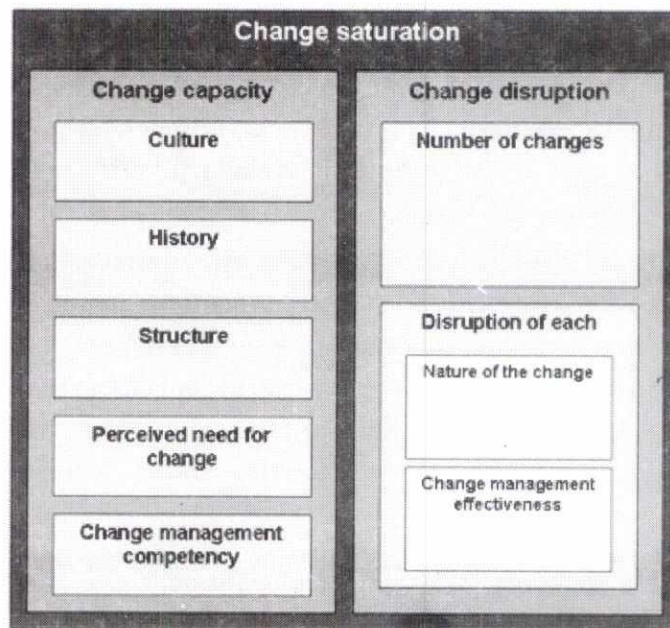 Change saturation
Change capacity
Culture
History
Structure
Perceived need for
change
Change management
competency
Change disruption
Number of changes
Disruption of each
Nature of the change
Change management
effectiveness